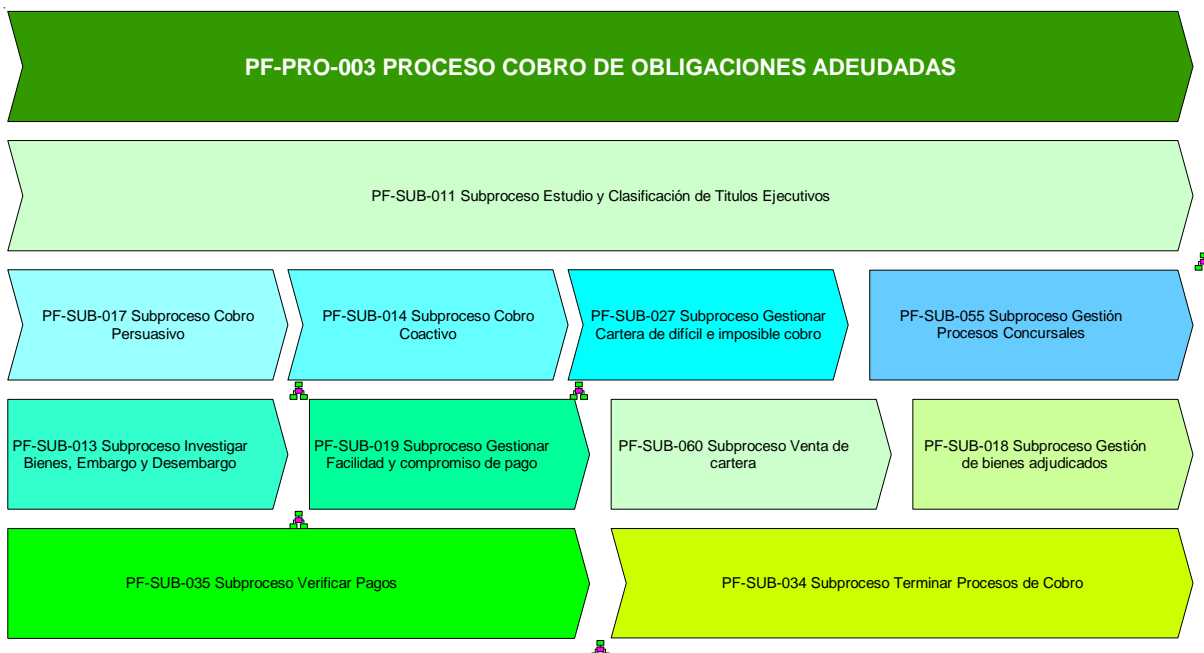 PF-PRO-003 PROCESO COBRO DE OBLIGACIONES ADEUDADAS
PF-SUB-011 Subproceso Estudio y Clasificación de Titulos Ejecutivos
PF-SUB-017 Subproceso Cobro
Persuasivo
PF-SUB-014 Subproceso Cobro
Coactivo
PF-SUB-027 Subproceso Gestionar
Cartera de difícil e imposible cobro
PF-SUB-055 Subproceso Gestión
Procesos Concursales
PF-SUB-013 Subproceso Investigar
Bienes, Embargo y Desembargo
PF-SUB-019 Subproceso Gestionar
Facilidad y compromiso de pago
PF-SUB-060 Subproceso Venta de
cartera
PF-SUB-018 Subproceso Gestión
de bienes adjudicados
PF-SUB-035 Subproceso Verificar Pagos
PF-SUB-034 Subproceso Terminar Procesos de Cobro